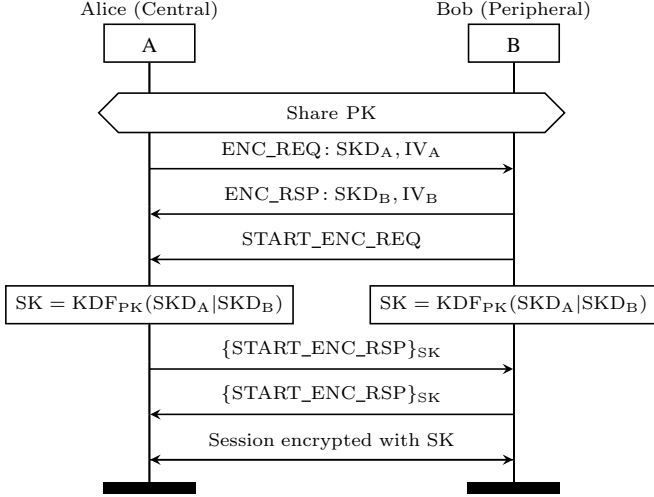 Alice (Central) Bob (Peripheral)
A B
Share PK
ENC_REQ: SKD_A, IV_A
ENC_RSP: SKD_B, IV_B
START_ENC_REQ
SK = KDF_PK(SKD_A|SKD_B) SK = KDF_PK(SKD_A|SKD_B)
{START_ENC_RSP}_SK
{START_ENC_RSP}_SK
Session encrypted with SK